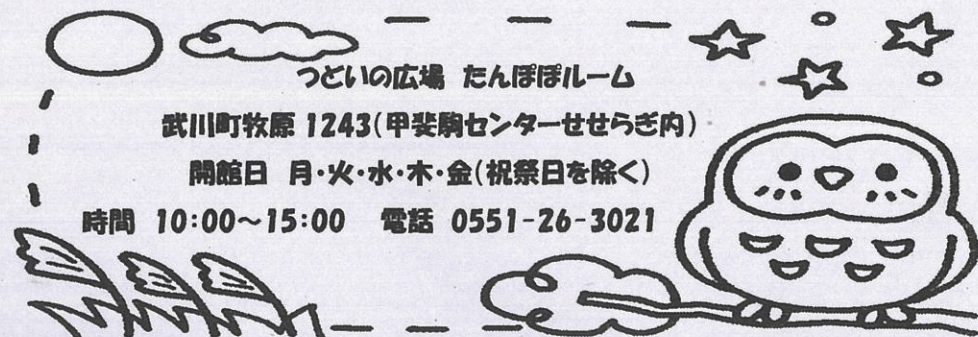 つどいの広場 たんぽぽルーム
武川町牧原 1243(甲斐駒センターせせらぎ内)
開館日 月・火・水・木・金(祝祭日を除く)
時間 10:00～15:00 電話 0551-26-3021